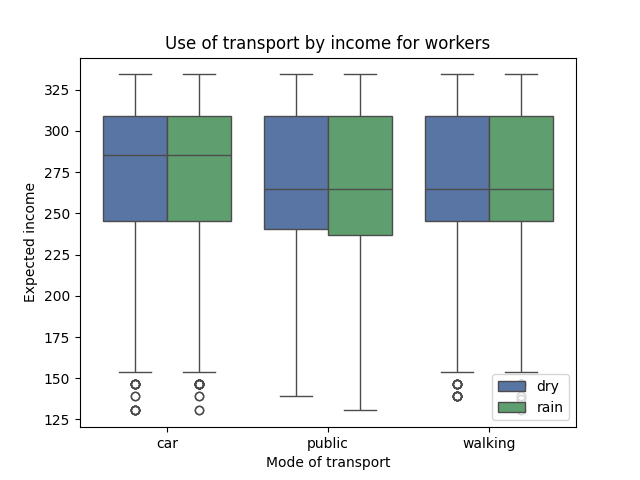 Use of transport by income for workers
Expected income
325
300
275
250
225
200
175
150
125
dry
rain
car
public
walking
Mode of transport